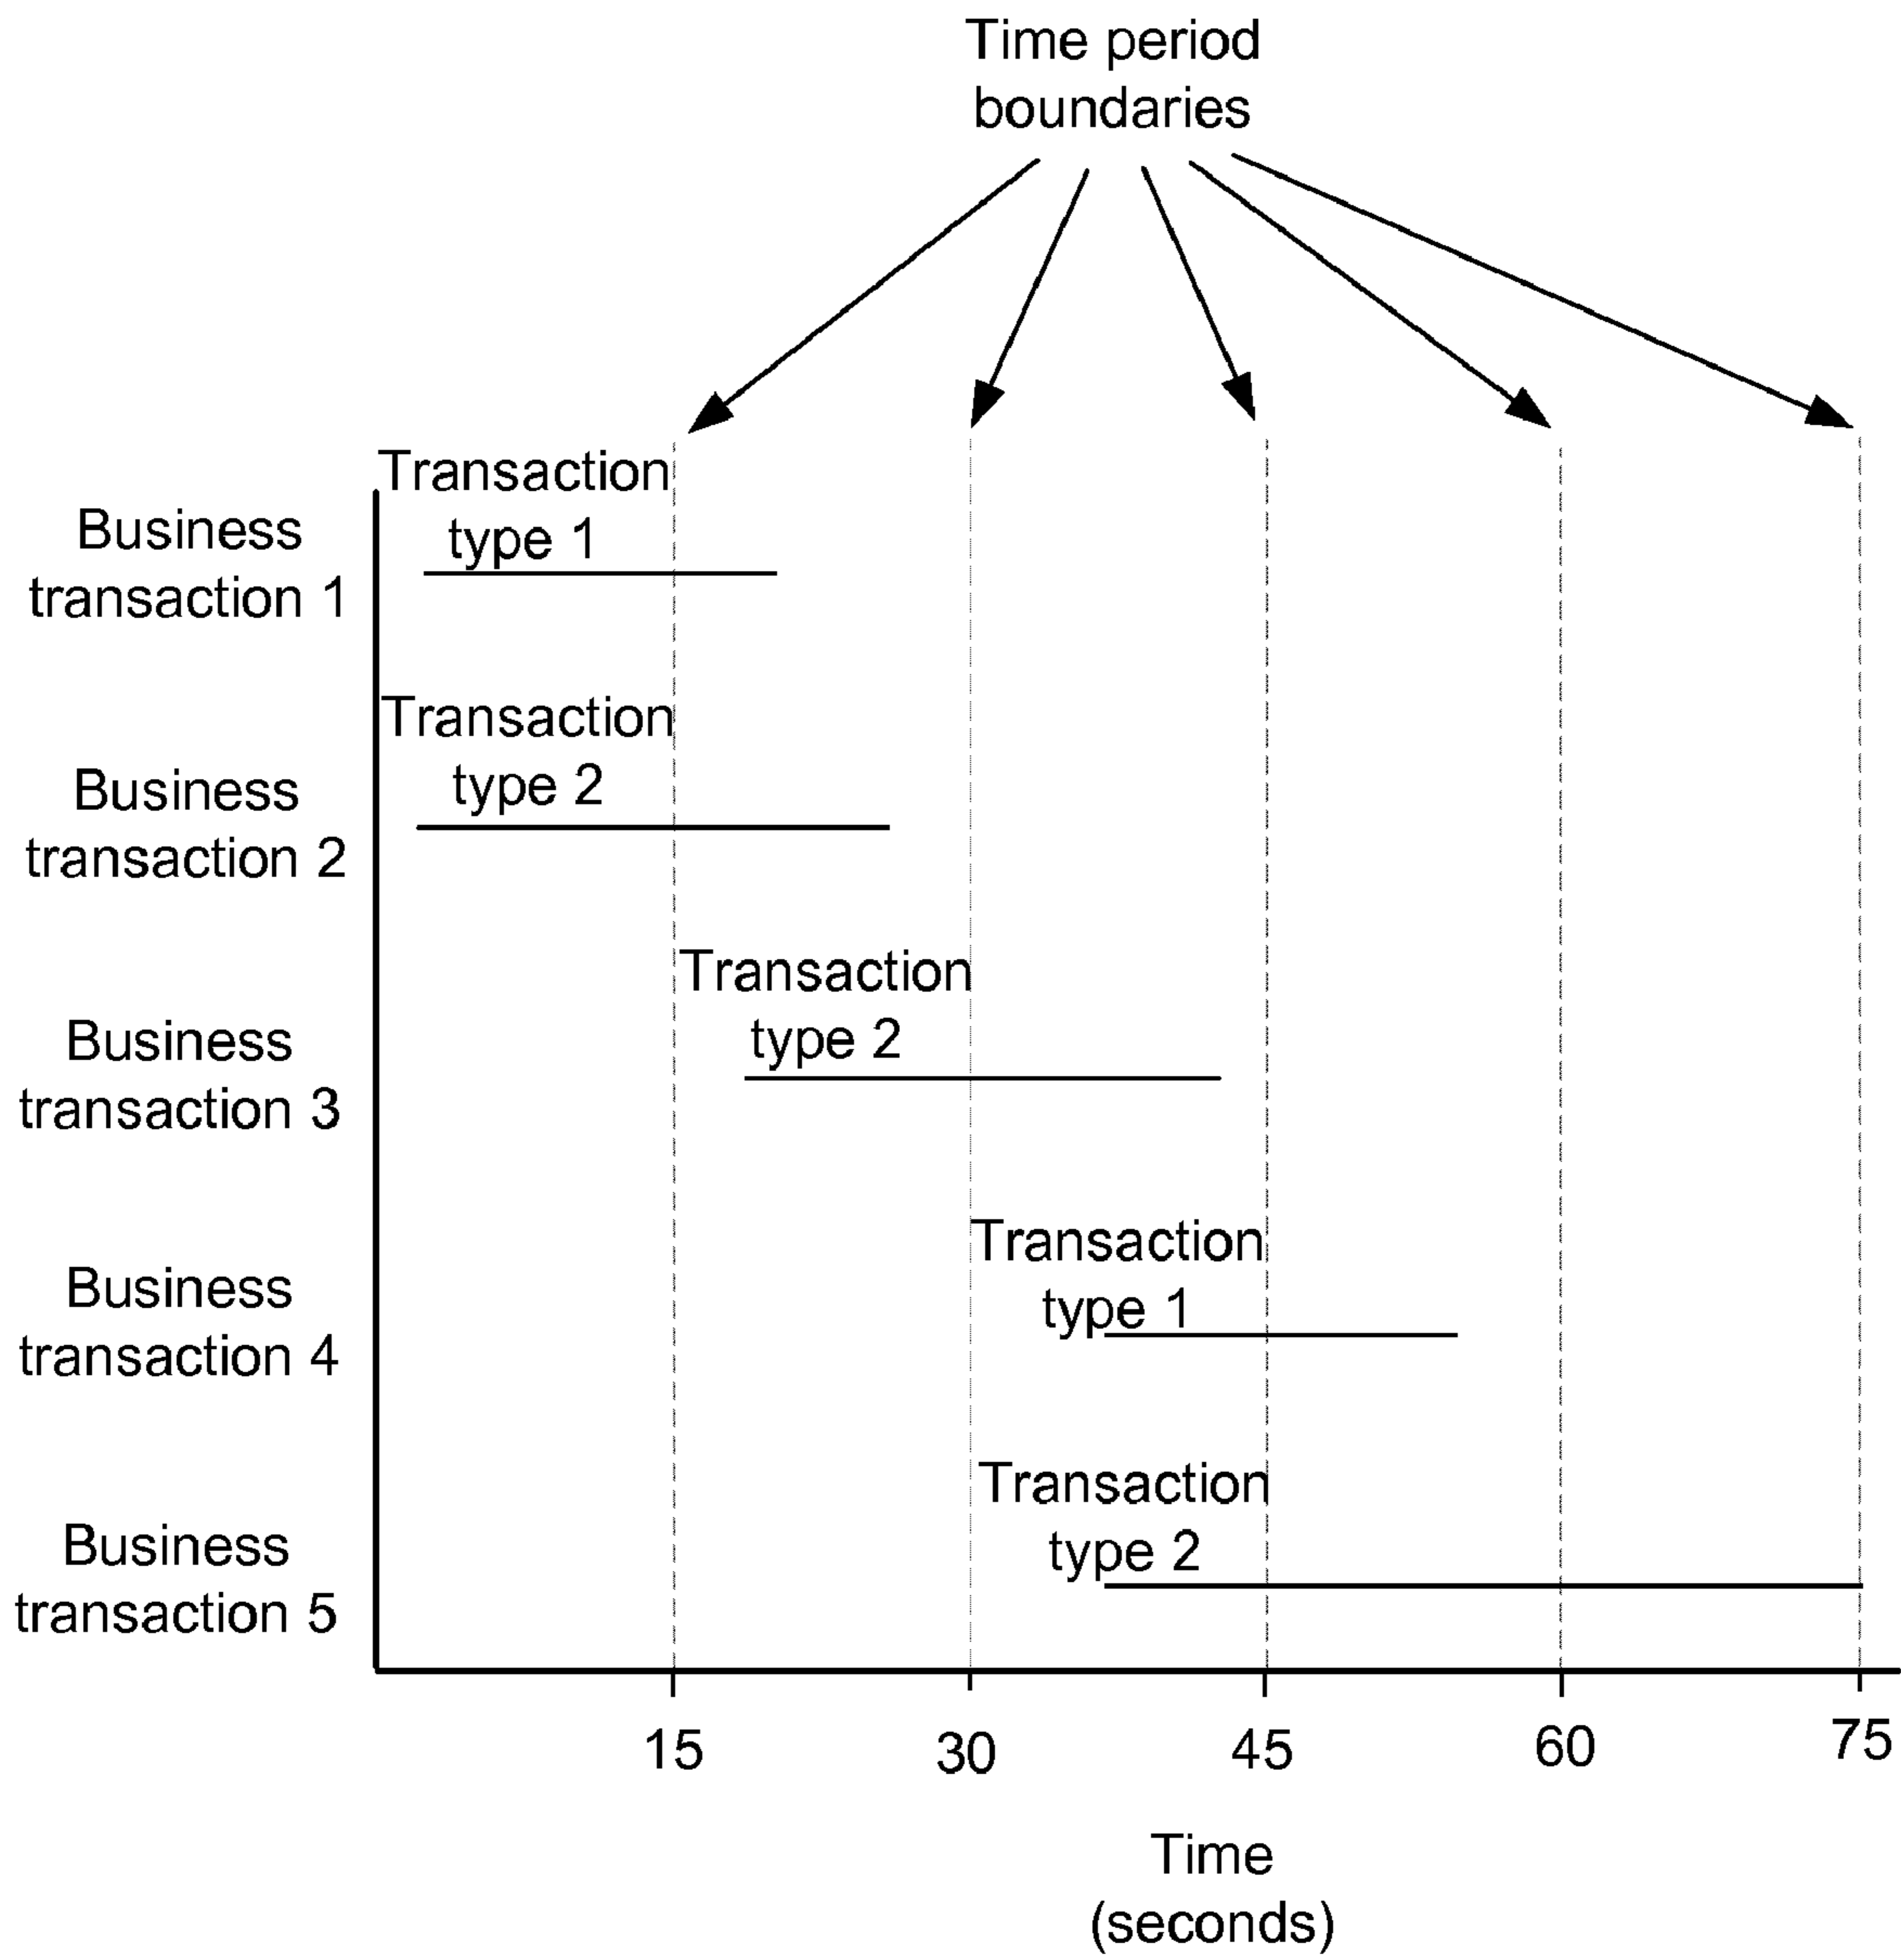 Time period
boundaries
Transaction
type 1
Business
transaction 1
Transaction
type 2
Business
transaction 2
Transaction
type 2
Business
transaction 3
Transaction
type 1
Business
transaction 4
Transaction
type 2
Business
transaction 5
15
30
45
60
75
Time
(seconds)